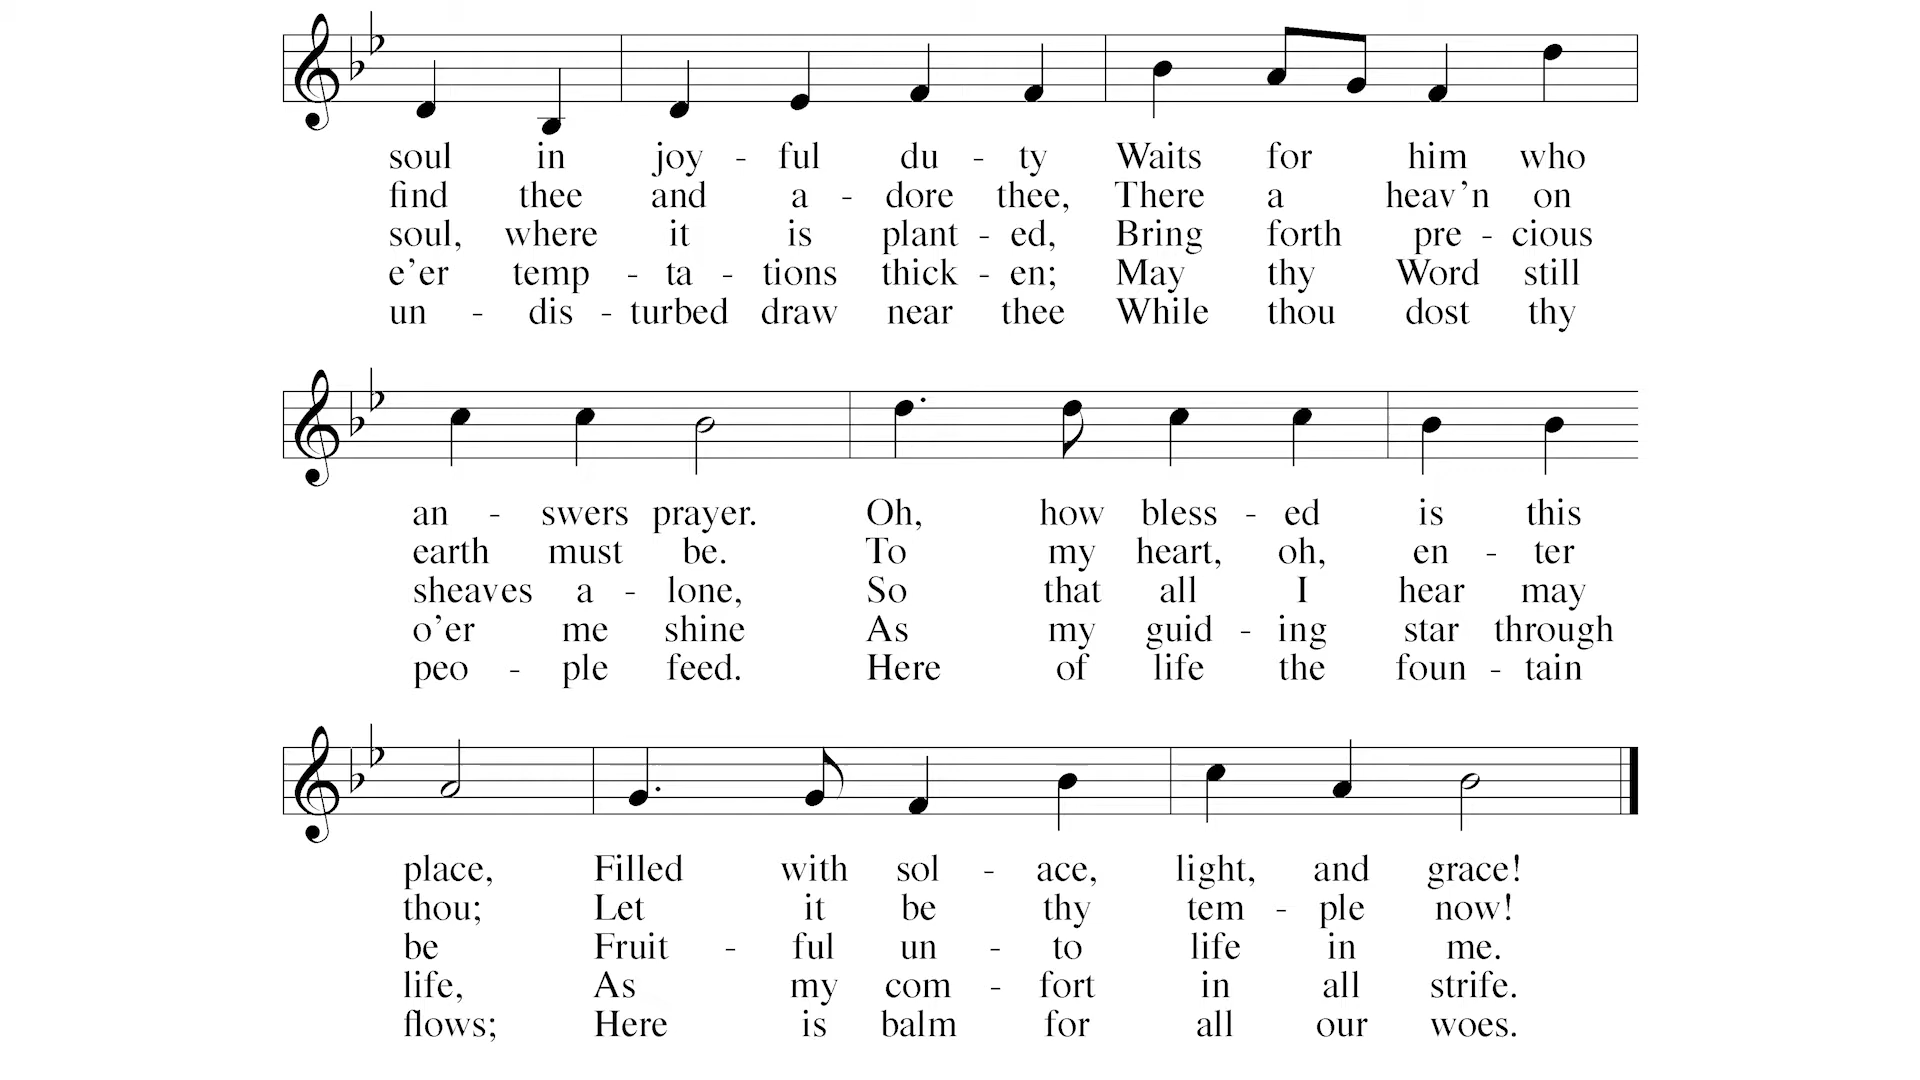 soul in joy - ful du - ty Waits for him who
find thee and a - dore thee, There a heav’n on
soul, where it is plant - ed, Bring forth pre - cious
e’er temp - ta - tions thick - en; May thy Word still
un - dis - turbed draw near thee While thou dost thy
an - swers prayer. Oh, how bless - ed is this
earth must be. To my heart, oh, en - ter
sheaves a - lone, So that all I hear may
o’er me shine As my guid - ing star through
peo - ple feed. Here of life the foun - tain
place, Filled with sol - ace, light, and grace!
thou; Let it be thy tem - ple now!
be Fruit - ful un - to life in me.
life, As my com - fort in all strife.
flows; Here is balm for all our woes.